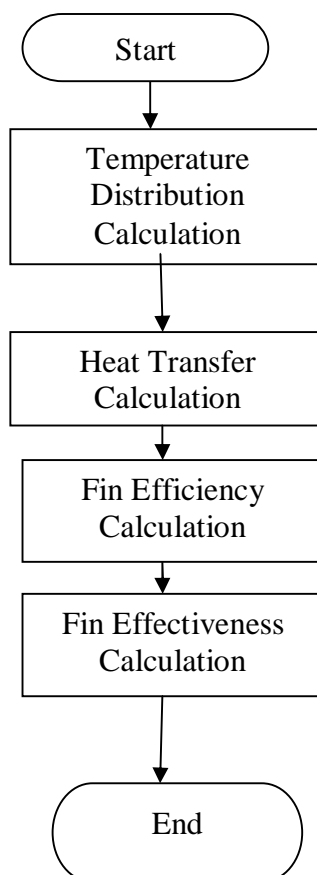 Start
Temperature
Distribution
Calculation
Heat Transfer
Calculation
Fin Efficiency
Calculation
Fin Effectiveness
Calculation
End